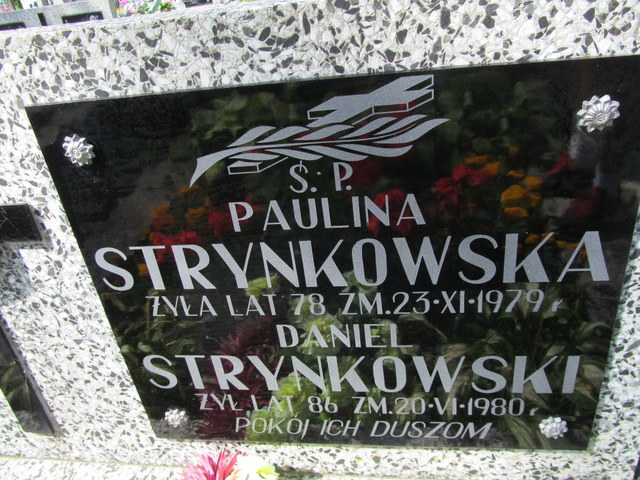 Ś. P.
PAULINA
STRYNKOWSKA
ŻYŁA LAT 78 ZM. 23·XI·1979 r
DANIEL
STRYNKOWSKI
ŻYŁ LAT 86 ZM. 20·VI·1980 r
POKÓJ ICH DUSZOM